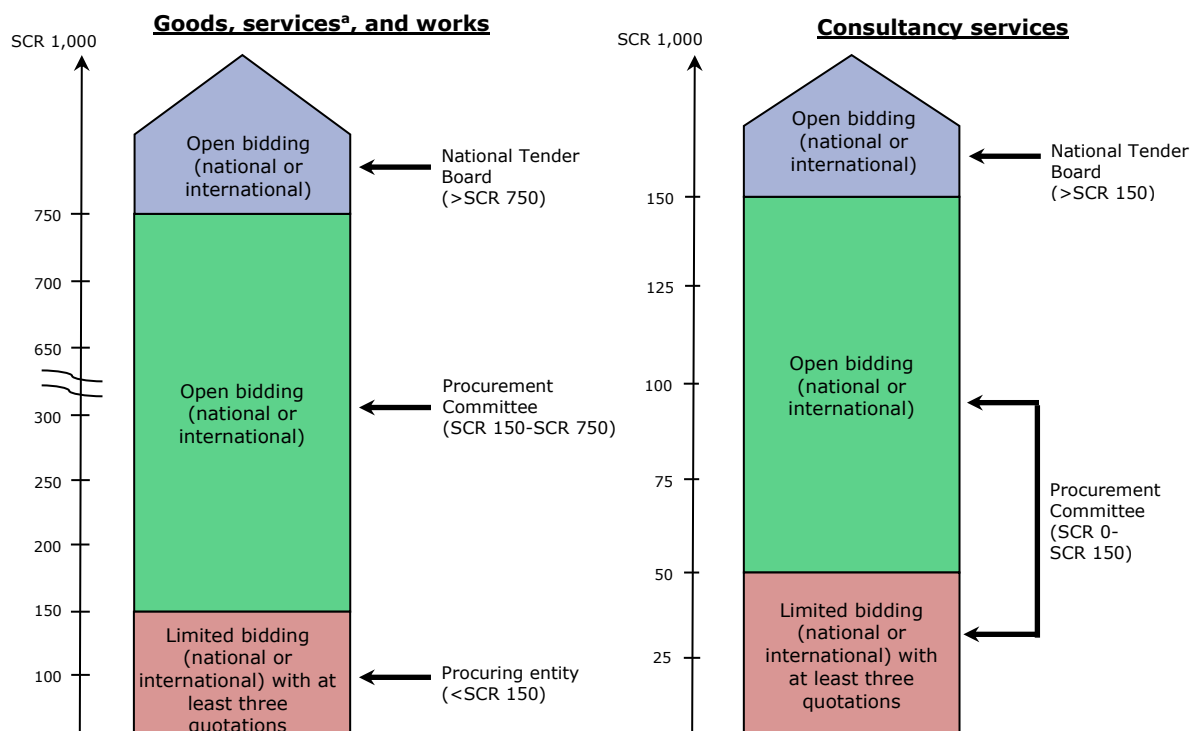 Goods, servicesᵃ, and works
SCR 1,000
Open bidding
(national or
international)
National Tender
Board
(>SCR 750)
750
700
650
300
250
200
150
100
Open bidding
(national or
international)
Procurement
Committee
(SCR 150-SCR 750)
Limited bidding
(national or
international) with at
least three
quotations
Procuring entity
(<SCR 150)
Consultancy services
SCR 1,000
Open bidding
(national or
international)
National Tender
Board
(>SCR 150)
150
125
100
75
50
25
Open bidding
(national or
international)
Procurement
Committee
(SCR 0-
SCR 150)
Limited bidding
(national or
international) with
at least three
quotations